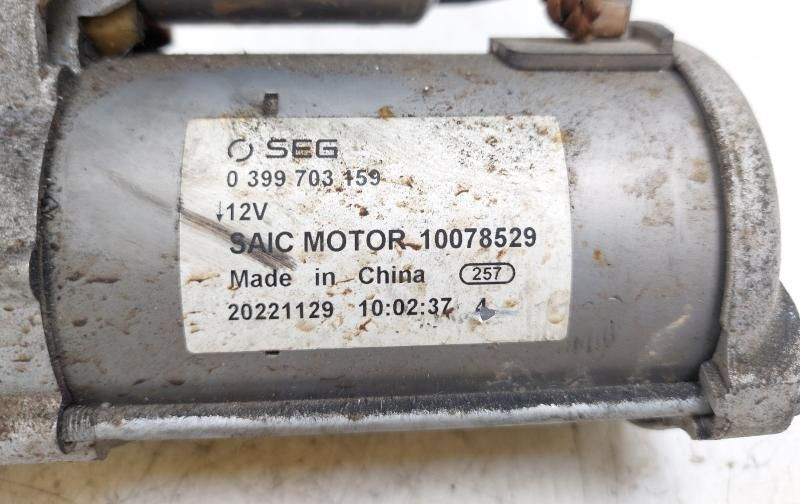 SEG
0 399 703 159
↓12V
SAIC MOTOR 10078529
Made in China 257
20221129 10:02:37 4